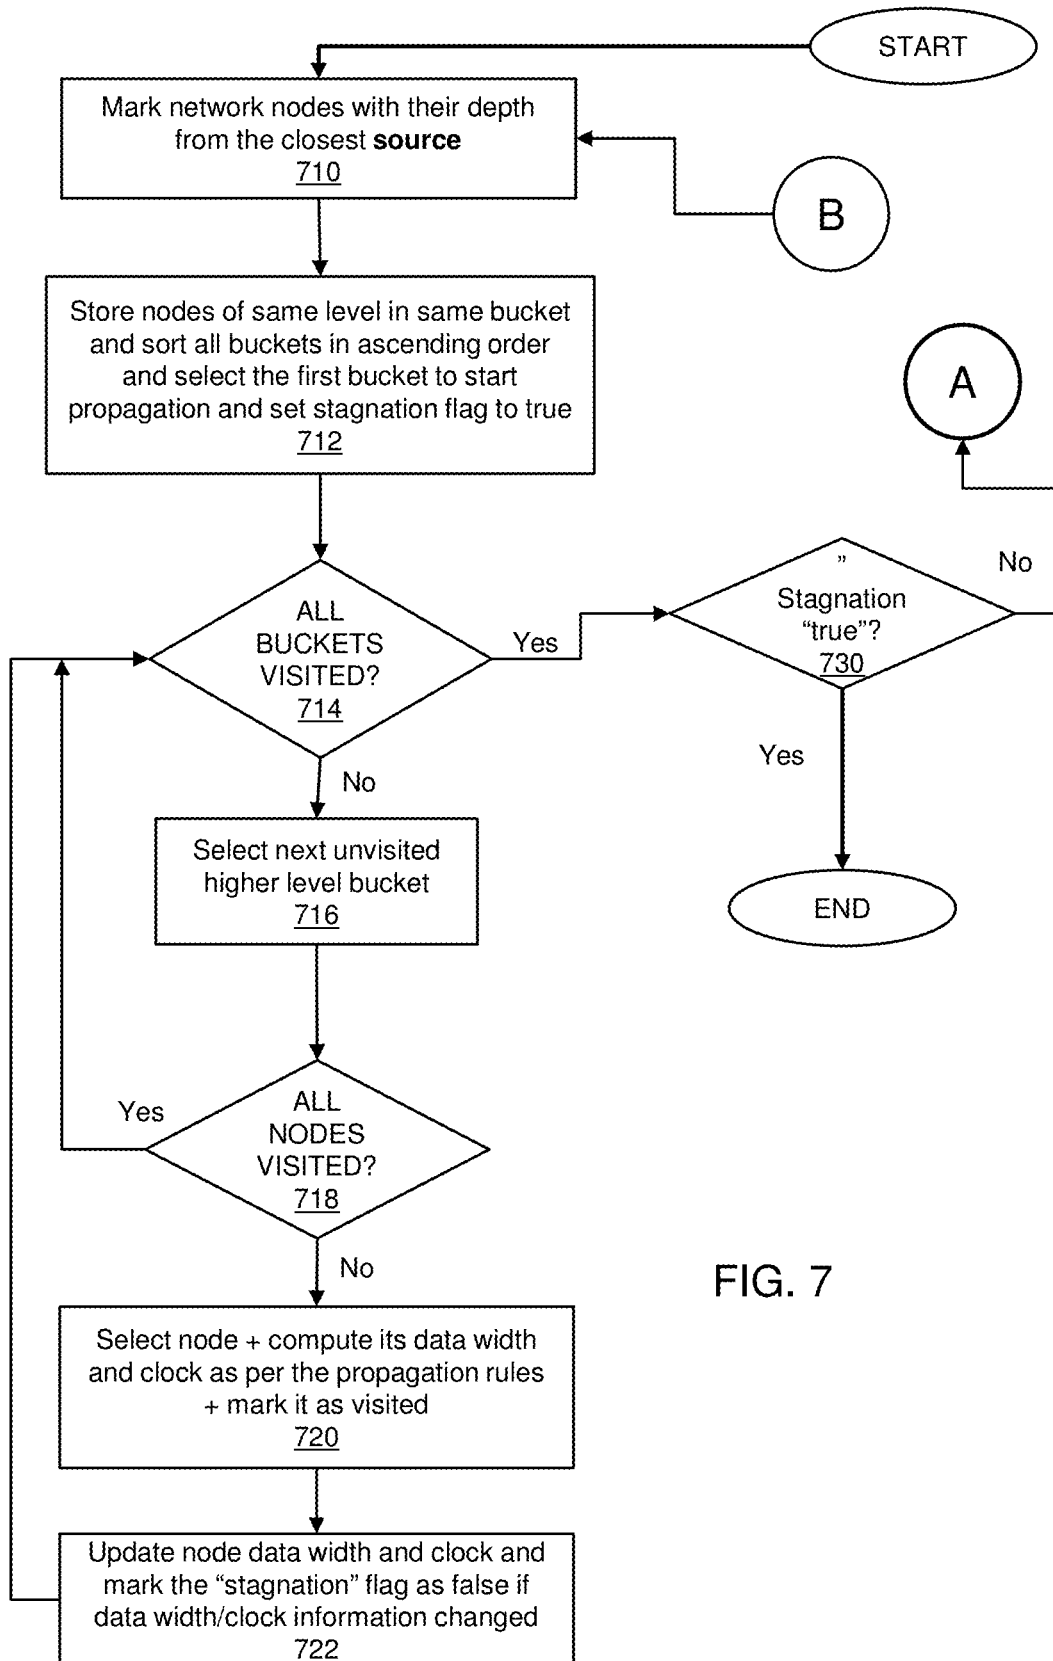 START
Mark network nodes with their depth
from the closest source
710
B
Store nodes of same level in same bucket
and sort all buckets in ascending order
and select the first bucket to start
propagation and set stagnation flag to true
712
A
ALL
BUCKETS
VISITED?
714
Yes
”
Stagnation
“true”?
730
No
Yes
No
Select next unvisited
higher level bucket
716
END
Yes
ALL
NODES
VISITED?
718
No
FIG. 7
Select node + compute its data width
and clock as per the propagation rules
+ mark it as visited
720
Update node data width and clock and
mark the “stagnation” flag as false if
data width/clock information changed
722